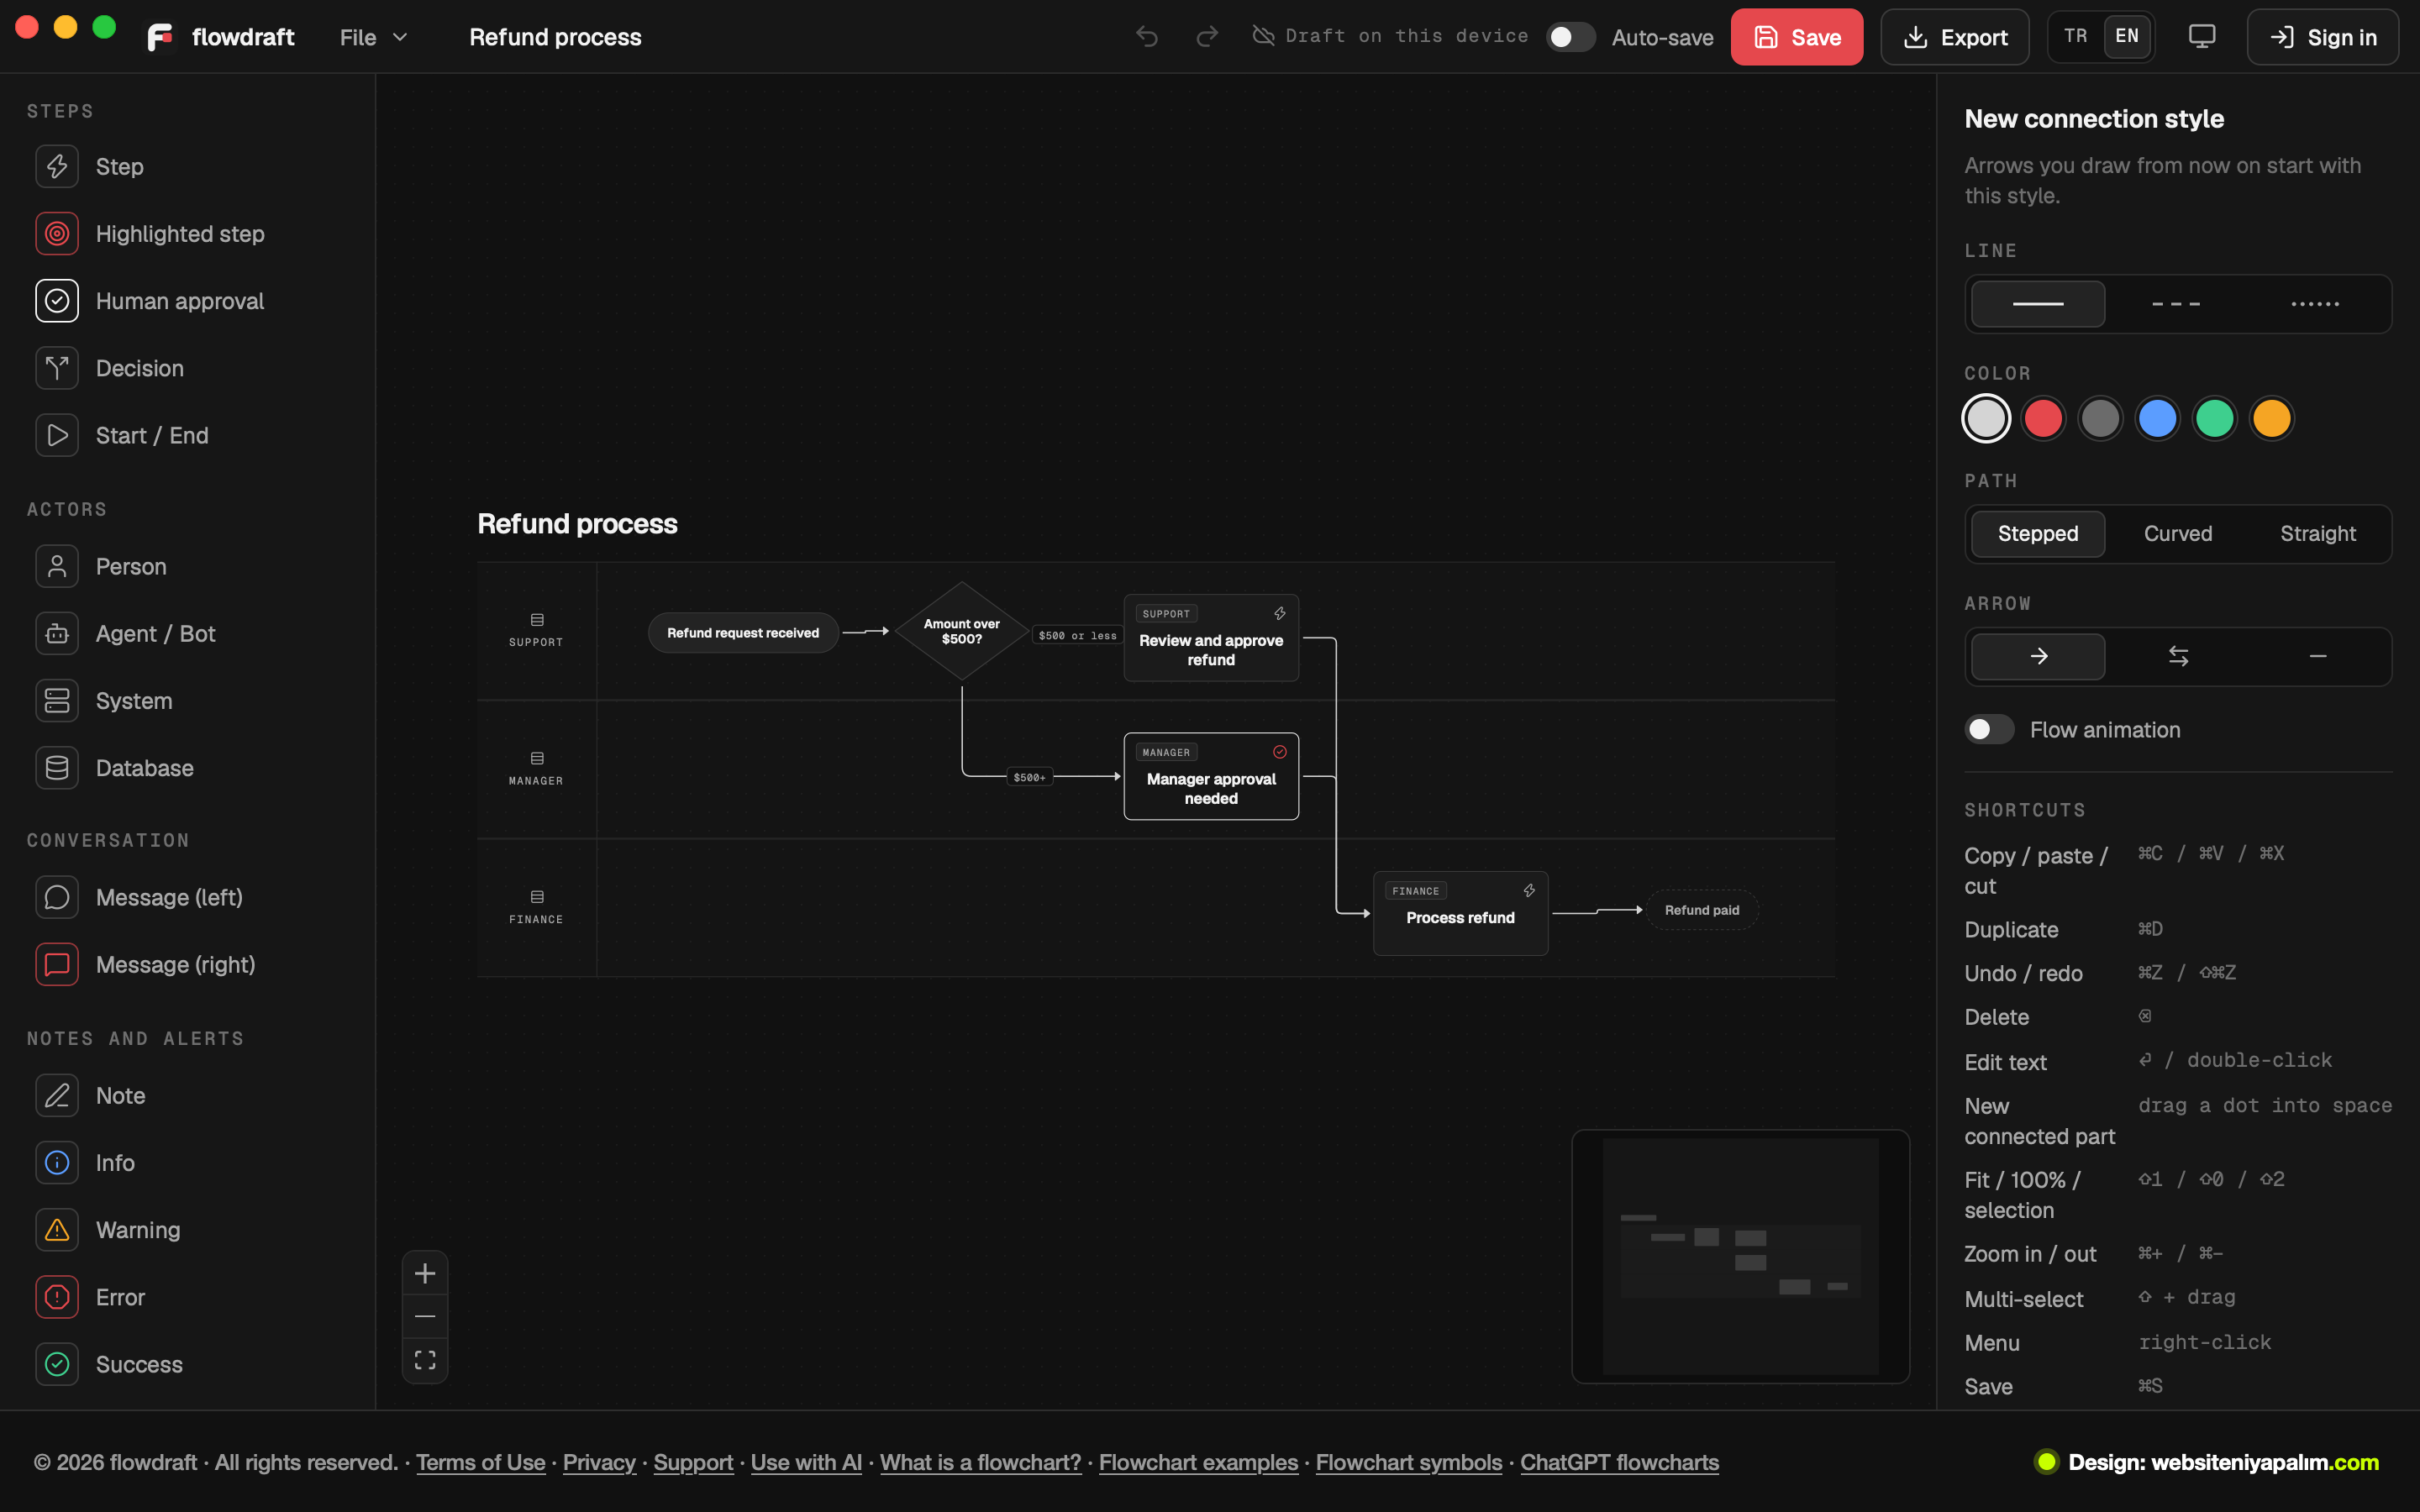 flowdraft
File
Refund process
Draft on this device
Auto-save
Save
Export
TR
EN
Sign in
STEPS
Step
Highlighted step
Human approval
Decision
Start / End
ACTORS
Person
Agent / Bot
System
Database
CONVERSATION
Message (left)
Message (right)
NOTES AND ALERTS
Note
Info
Warning
Error
Success
Refund process
SUPPORT
Refund request received
Amount over
$500?
$500 or less
SUPPORT
Review and approve
refund
MANAGER
$500+
MANAGER
Manager approval
needed
FINANCE
FINANCE
Process refund
Refund paid
New connection style
Arrows you draw from now on start with
this style.
LINE
COLOR
PATH
Stepped
Curved
Straight
ARROW
Flow animation
SHORTCUTS
Copy / paste / ⌘C / ⌘V / ⌘X
cut
Duplicate ⌘D
Undo / redo ⌘Z / ⇧⌘Z
Delete ⌫
Edit text ⏎ / double-click
New drag a dot into space
connected part
Fit / 100% / ⇧1 / ⇧0 / ⇧2
selection
Zoom in / out ⌘+ / ⌘−
Multi-select ⇧ + drag
Menu right-click
Save ⌘S
© 2026 flowdraft · All rights reserved. · Terms of Use · Privacy · Support · Use with AI · What is a flowchart? · Flowchart examples · Flowchart symbols · ChatGPT flowcharts
Design: websiteniyapalım.com